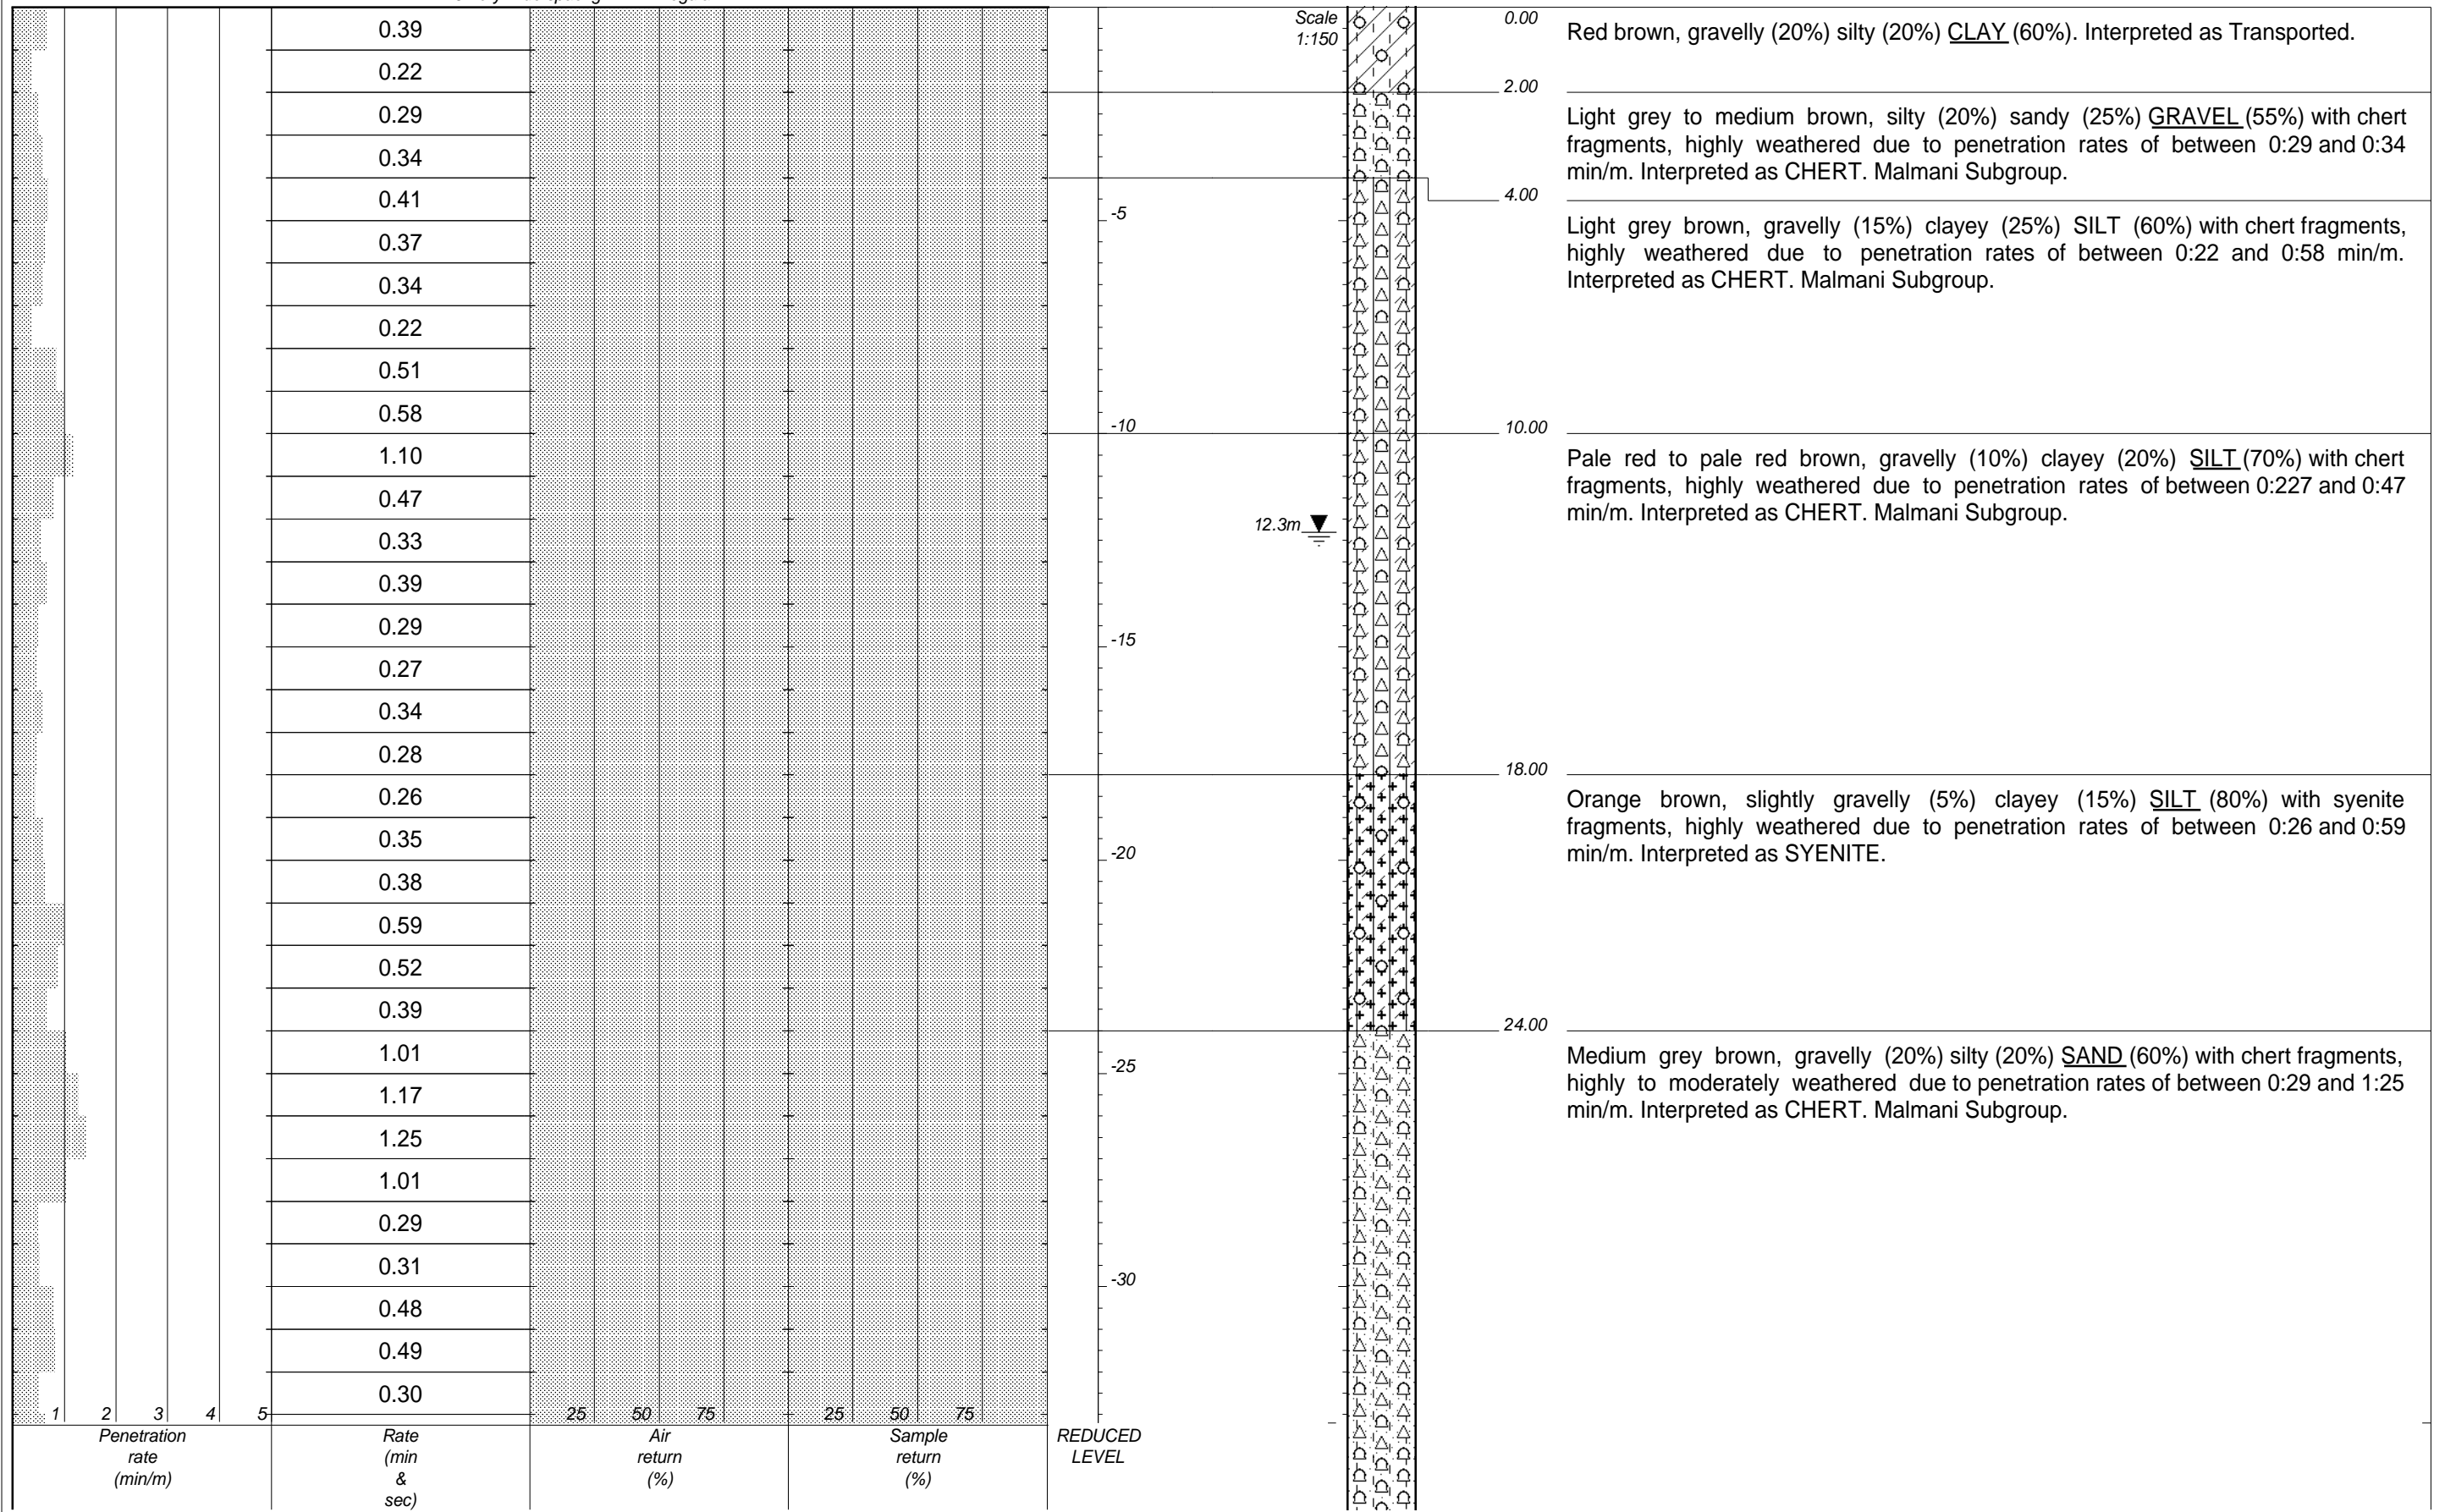 0.39
0.22
0.29
0.34
0.41
0.37
0.34
0.22
0.51
0.58
1.10
0.47
0.33
0.39
0.29
0.27
0.34
0.28
0.26
0.35
0.38
0.59
0.52
0.39
1.01
1.17
1.25
1.01
0.29
0.31
0.48
0.49
0.30
1 2 3 4 5
25 50 75
25 50 75
Penetration
rate
(min/m)
Rate
(min
&
sec)
Air
return
(%)
Sample
return
(%)
REDUCED
LEVEL
-5
-10
-15
-20
-25
-30
Scale
1:150
12.3m
0.00
Red brown, gravelly (20%) silty (20%) CLAY (60%). Interpreted as Transported.
2.00
Light grey to medium brown, silty (20%) sandy (25%) GRAVEL (55%) with chert
fragments, highly weathered due to penetration rates of between 0:29 and 0:34
min/m. Interpreted as CHERT. Malmani Subgroup.
4.00
Light grey brown, gravelly (15%) clayey (25%) SILT (60%) with chert fragments,
highly weathered due to penetration rates of between 0:22 and 0:58 min/m.
Interpreted as CHERT. Malmani Subgroup.
10.00
Pale red to pale red brown, gravelly (10%) clayey (20%) SILT (70%) with chert
fragments, highly weathered due to penetration rates of between 0:227 and 0:47
min/m. Interpreted as CHERT. Malmani Subgroup.
18.00
Orange brown, slightly gravelly (5%) clayey (15%) SILT (80%) with syenite
fragments, highly weathered due to penetration rates of between 0:26 and 0:59
min/m. Interpreted as SYENITE.
24.00
Medium grey brown, gravelly (20%) silty (20%) SAND (60%) with chert fragments,
highly to moderately weathered due to penetration rates of between 0:29 and 1:25
min/m. Interpreted as CHERT. Malmani Subgroup.